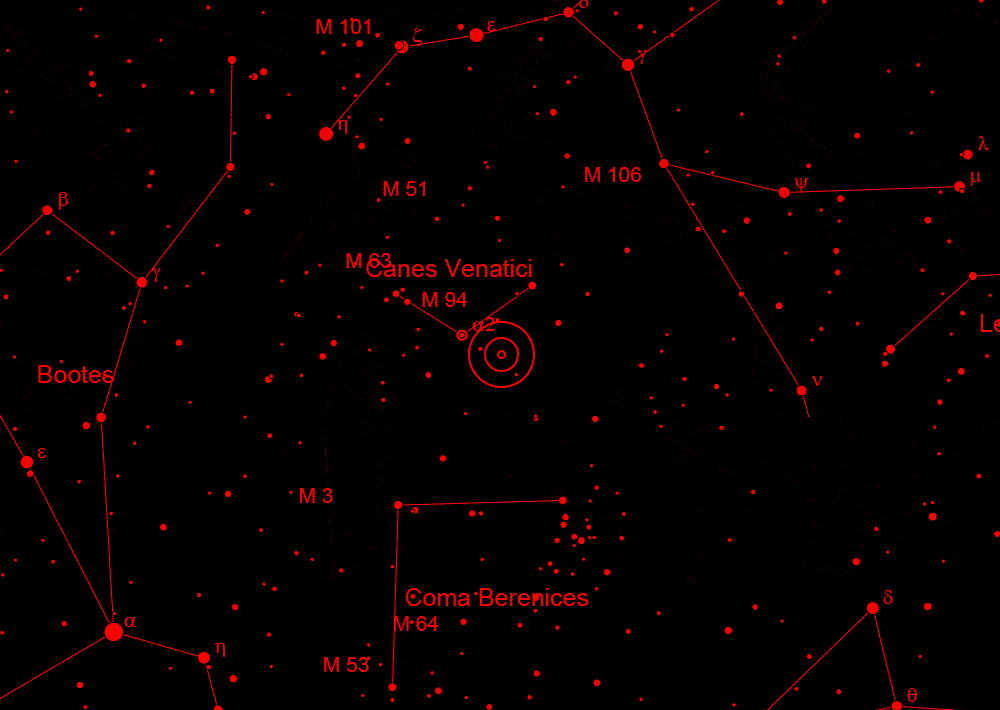 δ
M 101 ζ ε
γ
η
λ
M 51 M 106 ψ μ
β
M 63
Canes Venatici
γ
M 94
α2
Le
Bootes
ν
ε
M 3
Coma Berenices
δ
α M 64
η
M 53
θ